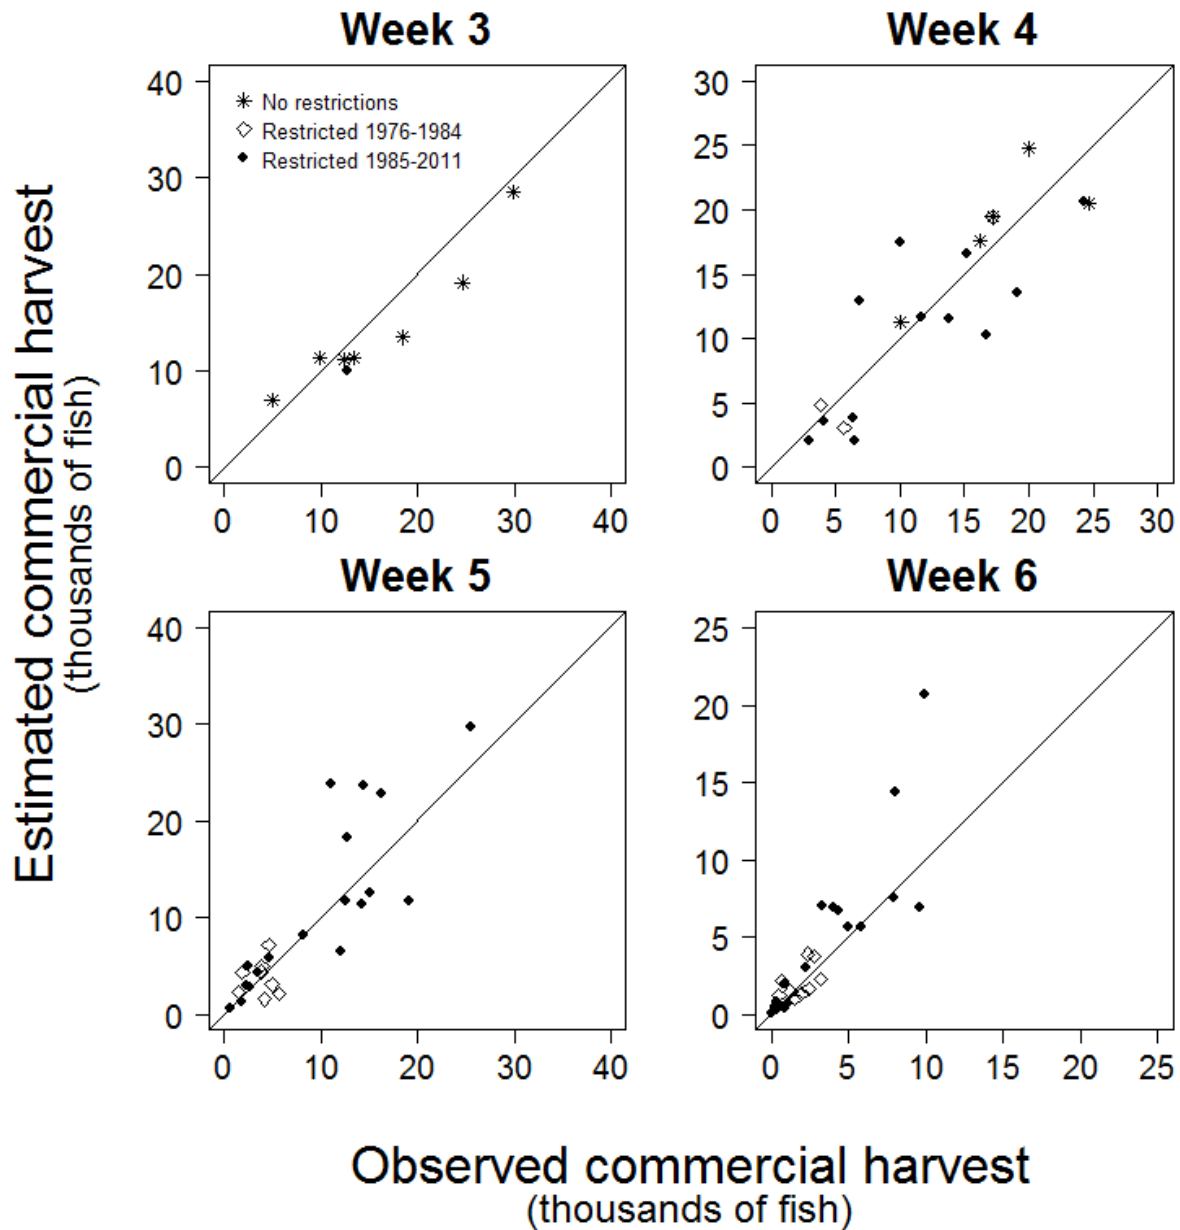 Week 3
Week 4
Estimated commercial harvest
(thousands of fish)
40
30
20
10
0
No restrictions
Restricted 1976-1984
Restricted 1985-2011
0 10 20 30 40
30
25
20
15
10
5
0
0 5 10 15 20 25 30
Week 5
Week 6
40
30
20
10
0
0 10 20 30 40
25
20
15
10
5
0
0 5 10 15 20 25
Observed commercial harvest
(thousands of fish)